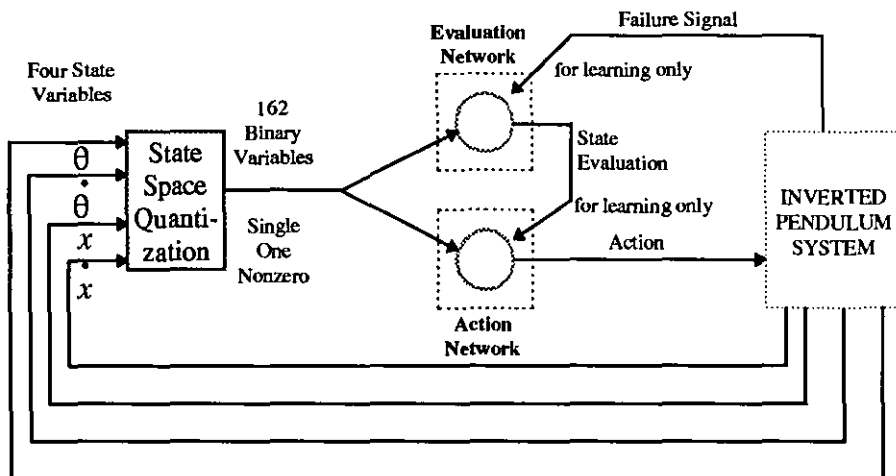 Failure Signal
Evaluation
Network
for learning only
Four State
Variables
162
Binary
Variables
State
Space
Quanti-
zation
θ
θ̇
x
ẋ
State
Evaluation
for learning only
Single
One
Nonzero
Action
INVERTED
PENDULUM
SYSTEM
Action
Network